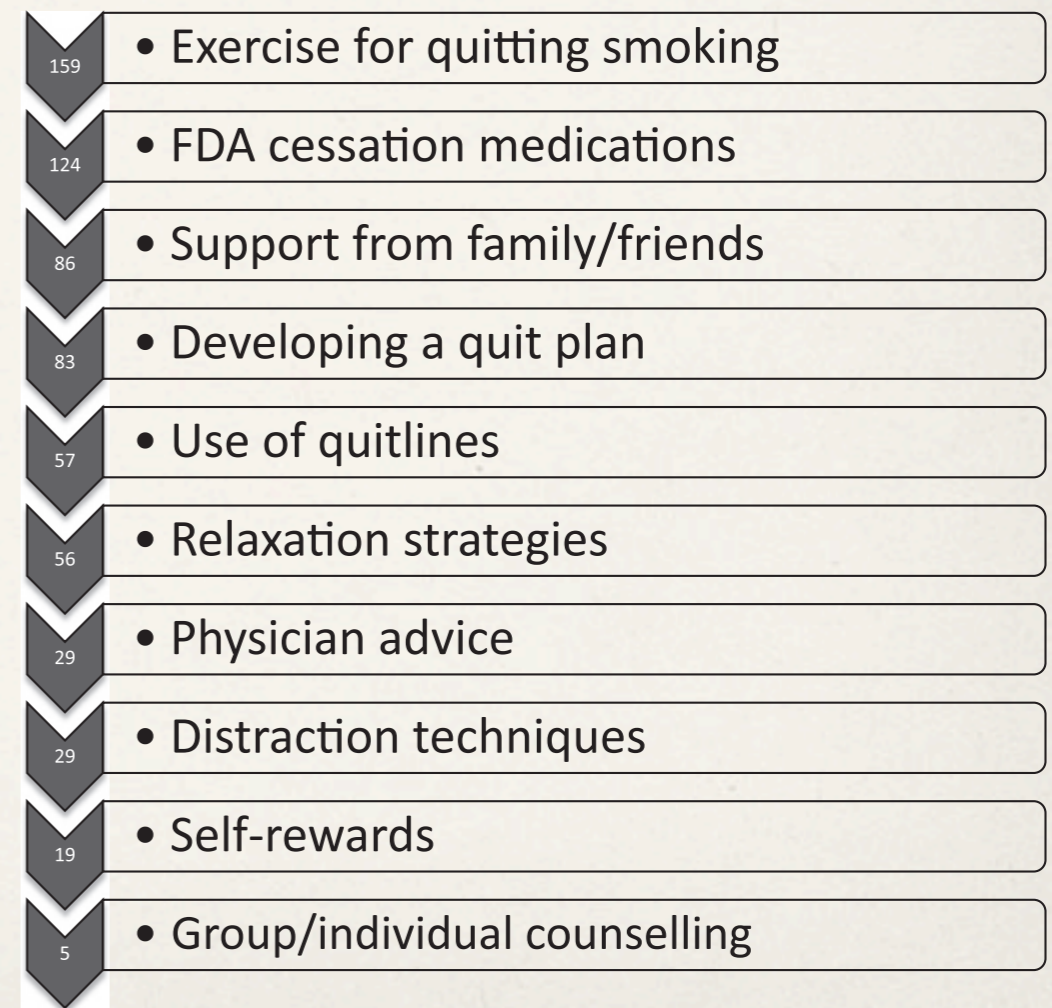 159
• Exercise for quitting smoking
124
• FDA cessation medications
86
• Support from family/friends
83
• Developing a quit plan
57
• Use of quitlines
56
• Relaxation strategies
29
• Physician advice
29
• Distraction techniques
19
• Self-rewards
5
• Group/individual counselling